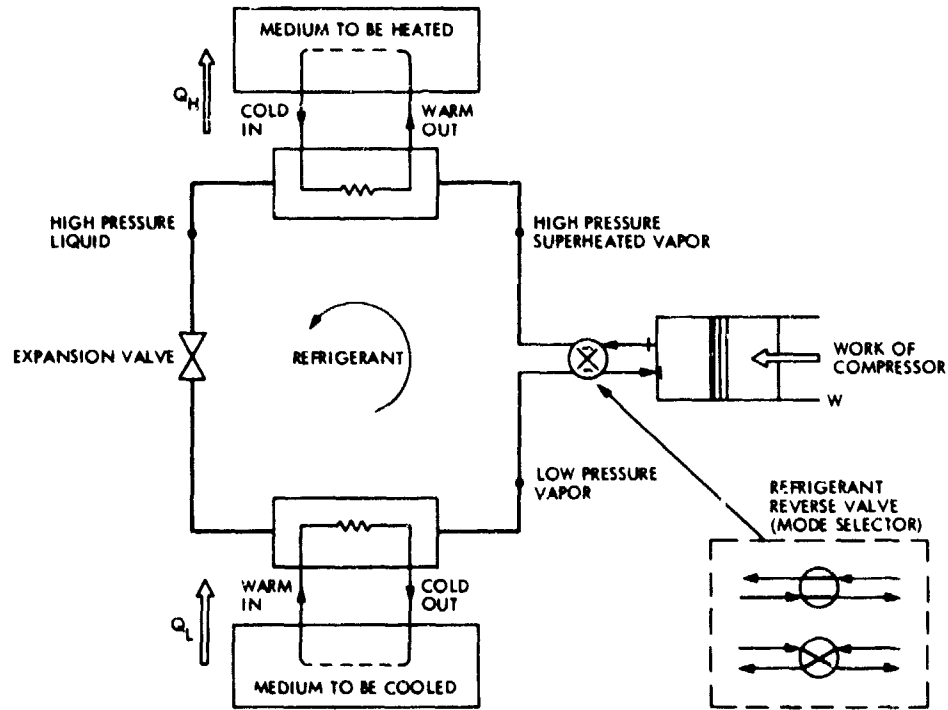 MEDIUM TO BE HEATED
Q_H
COLD
IN
WARM
OUT
HIGH PRESSURE
LIQUID
HIGH PRESSURE
SUPERHEATED VAPOR
EXPANSION VALVE
REFRIGERANT
WORK OF
COMPRESSOR
W
LOW PRESSURE
VAPOR
REFRIGERANT
REVERSE VALVE
(MODE SELECTOR)
WARM
IN
COLD
OUT
Q_L
MEDIUM TO BE COOLED